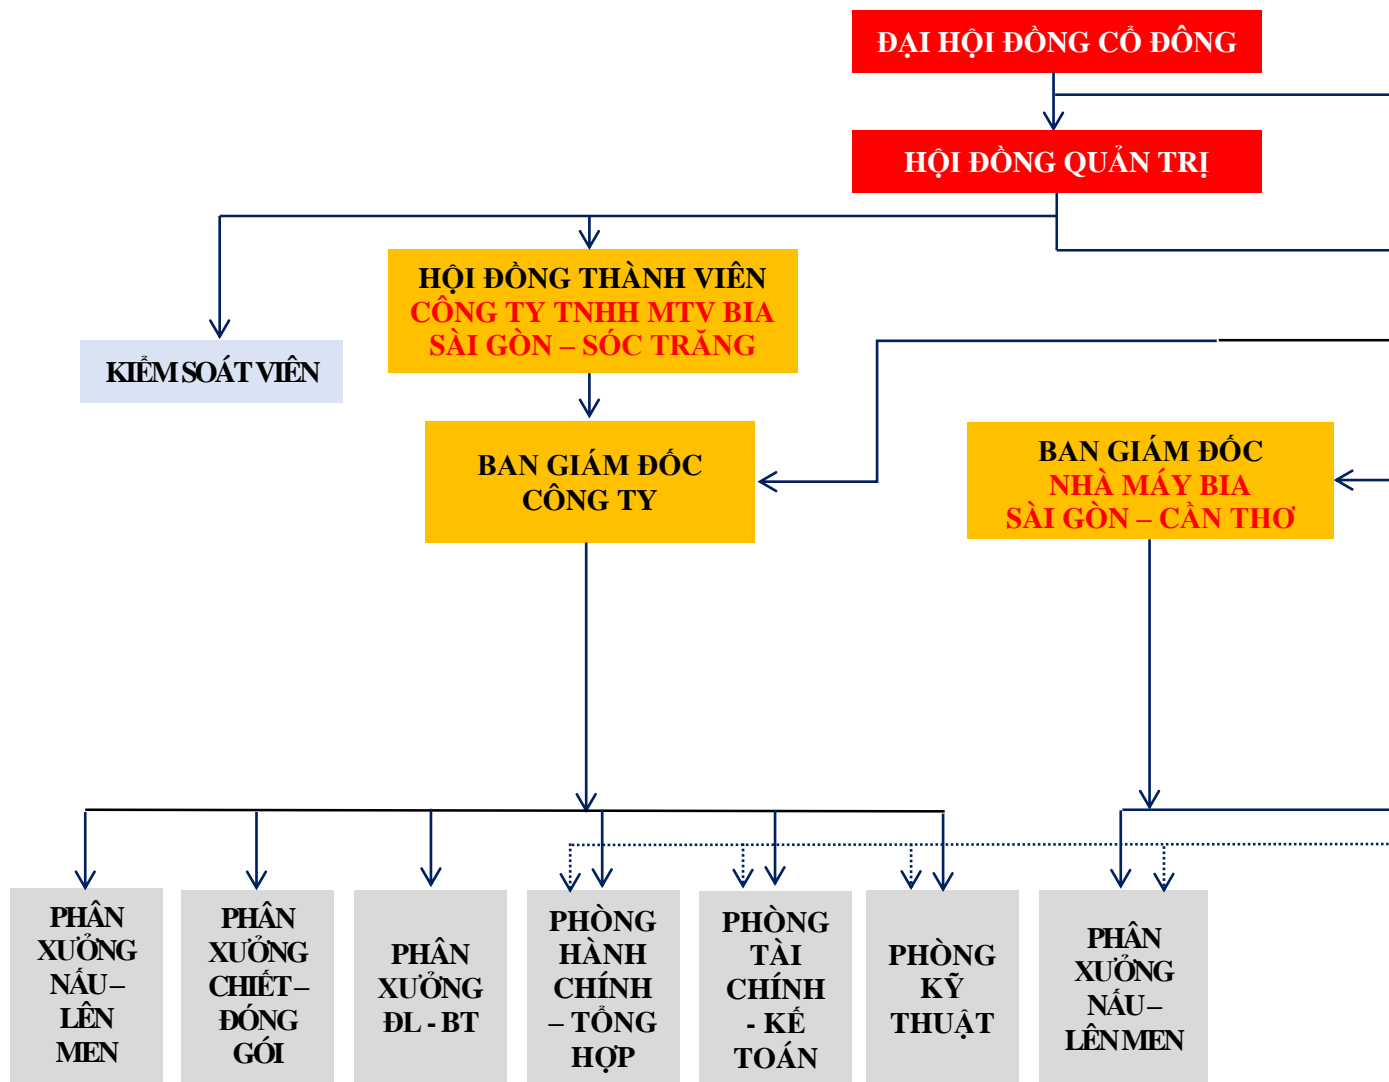 ĐẠI HỘI ĐỒNG CỔ ĐÔNG
HỘI ĐỒNG QUẢN TRỊ
HỘI ĐỒNG THÀNH VIÊN
CÔNG TY TNHH MTV BIA
SÀI GÒN – SÓC TRĂNG
KIỂM SOÁT VIÊN
BAN GIÁM ĐỐC
CÔNG TY
BAN GIÁM ĐỐC
NHÀ MÁY BIA
SÀI GÒN – CẦN THƠ
PHÂN
XƯỞNG
NẤU –
LÊN
MEN
PHÂN
XƯỞNG
CHIẾT –
ĐÓNG
GÓI
PHÂN
XƯỞNG
ĐL - BT
PHÒNG
HÀNH
CHÍNH
– TỔNG
HỢP
PHÒNG
TÀI
CHÍNH
- KẾ
TOÁN
PHÒNG
KỸ
THUẬT
PHÂN
XƯỞNG
NẤU –
LÊN MEN